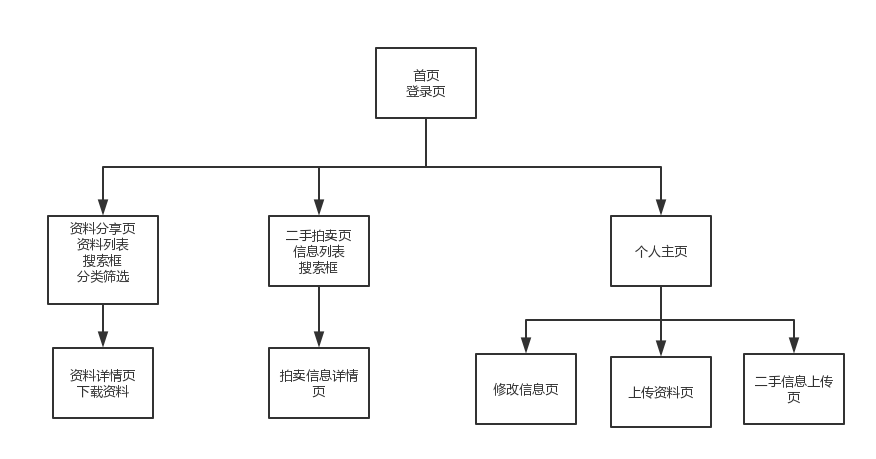 首页
登录页
资料分享页
资料列表
搜索框
分类筛选
二手拍卖页
信息列表
搜索框
个人主页
资料详情页
下载资料
拍卖信息详情
页
修改信息页
上传资料页
二手信息上传
页